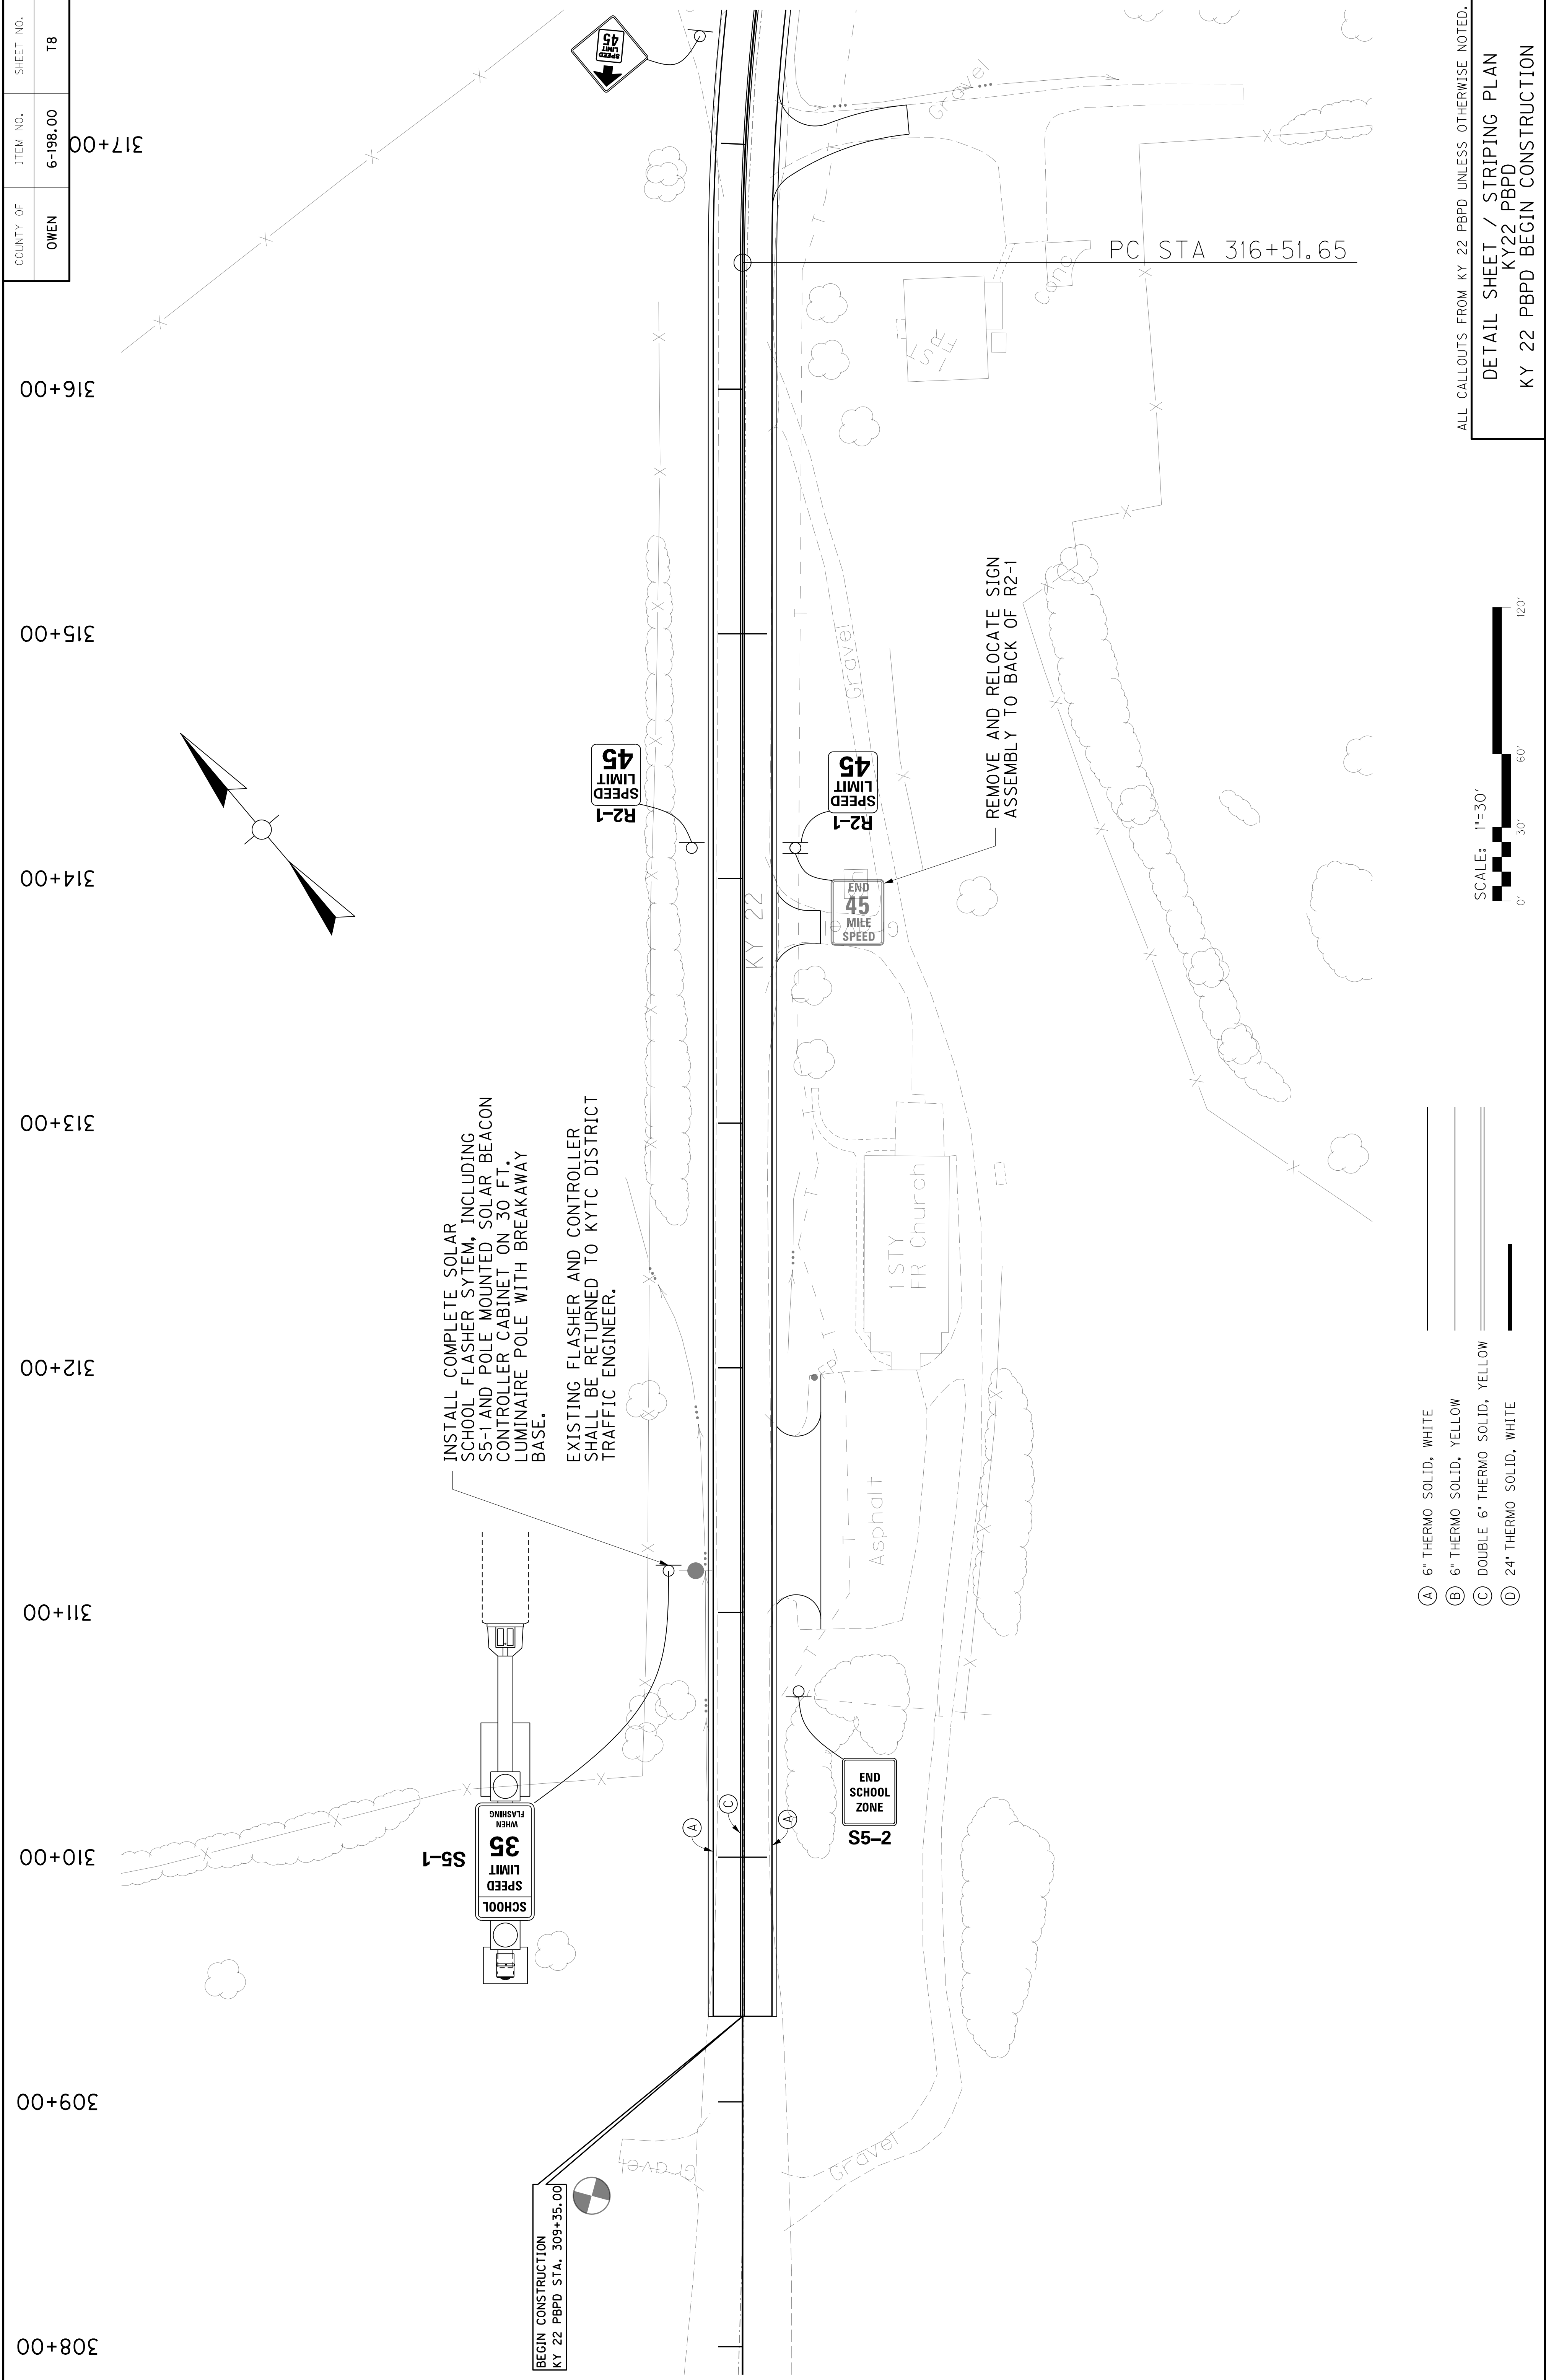 COUNTY OF
ITEM NO.
SHEET NO.
OWEN
6-198.00
T8
308+00
309+00
310+00
311+00
312+00
313+00
314+00
315+00
316+00
317+00
BEGIN CONSTRUCTION
KY 22 PBPD STA. 309+35.00
S5-1
SCHOOL
SPEED
LIMIT
35
WHEN
FLASHING
INSTALL COMPLETE SOLAR
SCHOOL FLASHER SYTEM, INCLUDING
S5-1 AND POLE MOUNTED SOLAR BEACON
CONTROLLER CABINET ON 30 FT.
LUMINAIRE POLE WITH BREAKAWAY
BASE.
EXISTING FLASHER AND CONTROLLER
SHALL BE RETURNED TO KYTC DISTRICT
TRAFFIC ENGINEER.
R2-1
SPEED
LIMIT
45
SPEED
LIMIT
45
Gravel
A
C
A
KY 22
END
SCHOOL
ZONE
S5-2
R2-1
SPEED
LIMIT
45
END
45
MILE
SPEED
REMOVE AND RELOCATE SIGN
ASSEMBLY TO BACK OF R2-1
Gravel
Asphalt
LP
1STY
FR Church
Gravel
Gravel
Conc
PC STA 316+51.65
A 6" THERMO SOLID, WHITE
B 6" THERMO SOLID, YELLOW
C DOUBLE 6" THERMO SOLID, YELLOW
D 24" THERMO SOLID, WHITE
SCALE: 1"=30'
0'
30'
60'
120'
ALL CALLOUTS FROM KY 22 PBPD UNLESS OTHERWISE NOTED.
DETAIL SHEET / STRIPING PLAN
KY22 PBPD
KY 22 PBPD BEGIN CONSTRUCTION